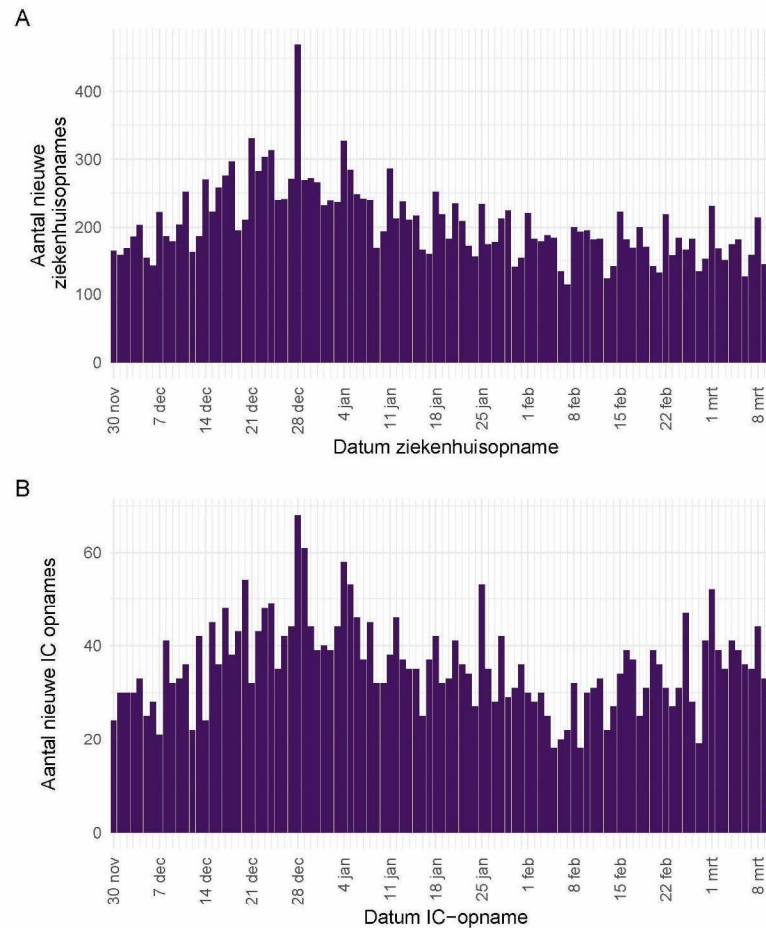 A
Aantal nieuwe
ziekenhuisopnames
400
300
200
100
0
30 nov
7 dec
14 dec
21 dec
28 dec
4 jan
11 jan
18 jan
25 jan
1 feb
8 feb
15 feb
22 feb
1 mrt
8 mrt
Datum ziekenhuisopname
B
Aantal nieuwe IC opnames
60
40
20
0
30 nov
7 dec
14 dec
21 dec
28 dec
4 jan
11 jan
18 jan
25 jan
1 feb
8 feb
15 feb
22 feb
1 mrt
8 mrt
Datum IC−opname